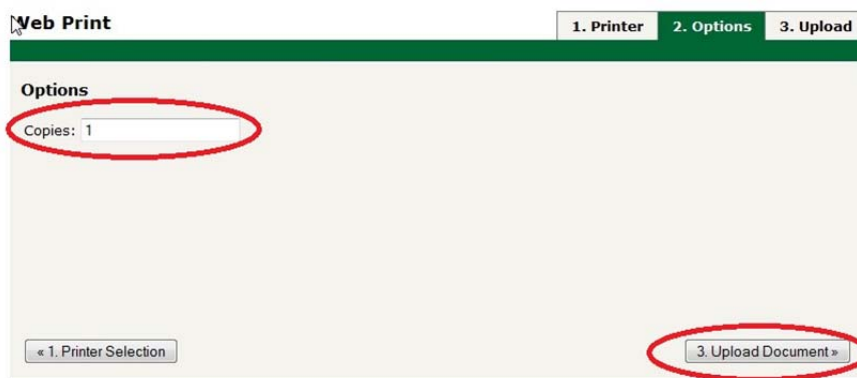 Web Print
1. Printer 2. Options 3. Upload
Options
Copies: 1
« 1. Printer Selection 3. Upload Document »